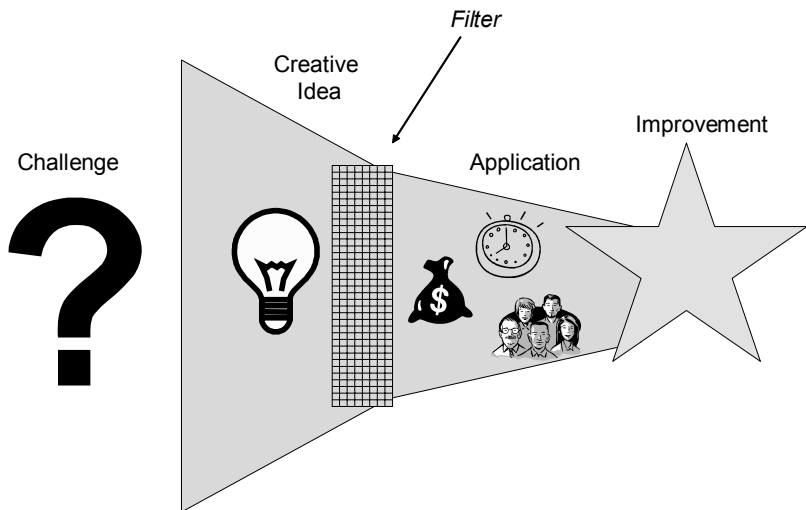 Filter
Creative
Idea
Improvement
Challenge
Application
$